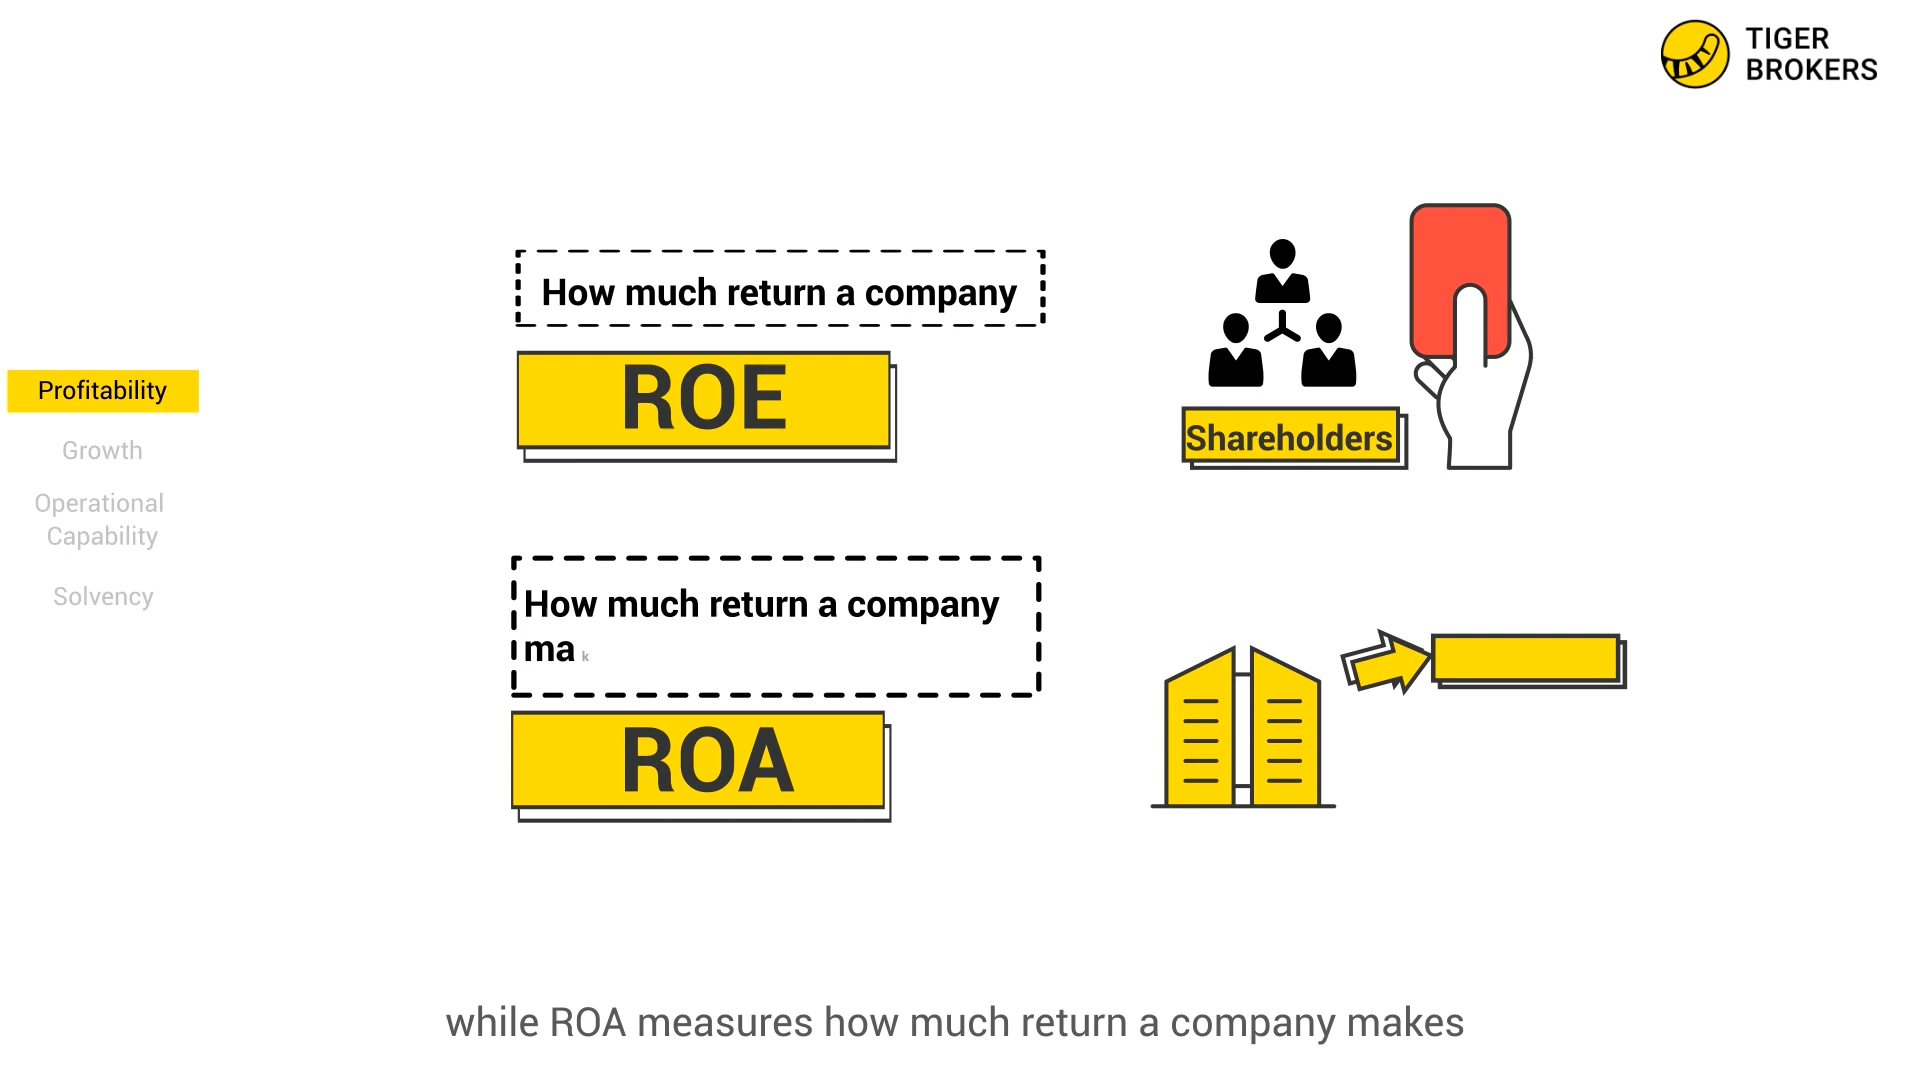 TIGER
BROKERS
How much return a company
ROE
Shareholders
Profitability
Growth
Operational
Capability
Solvency
How much return a company
ma k
ROA
while ROA measures how much return a company makes